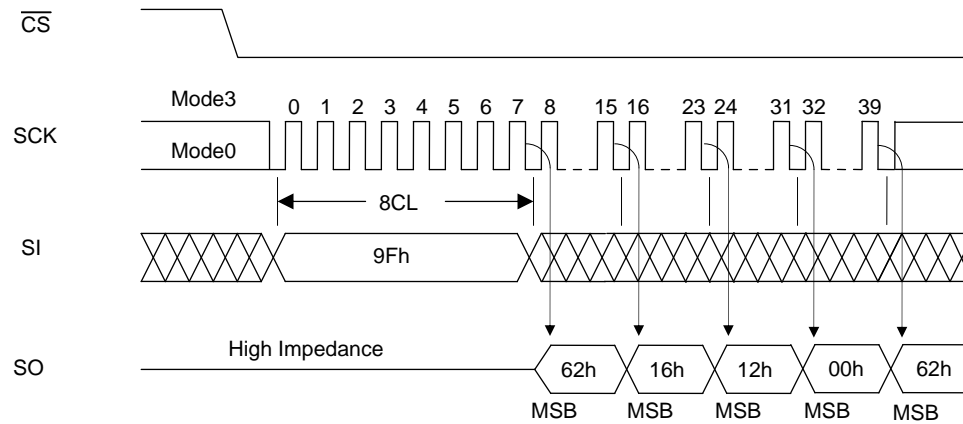 CS
Mode3
0 1 2 3 4 5 6 7 8 15 16 23 24 31 32 39
SCK
Mode0
8CL
SI
9Fh
High Impedance
SO
62h 16h 12h 00h 62h
MSB MSB MSB MSB MSB